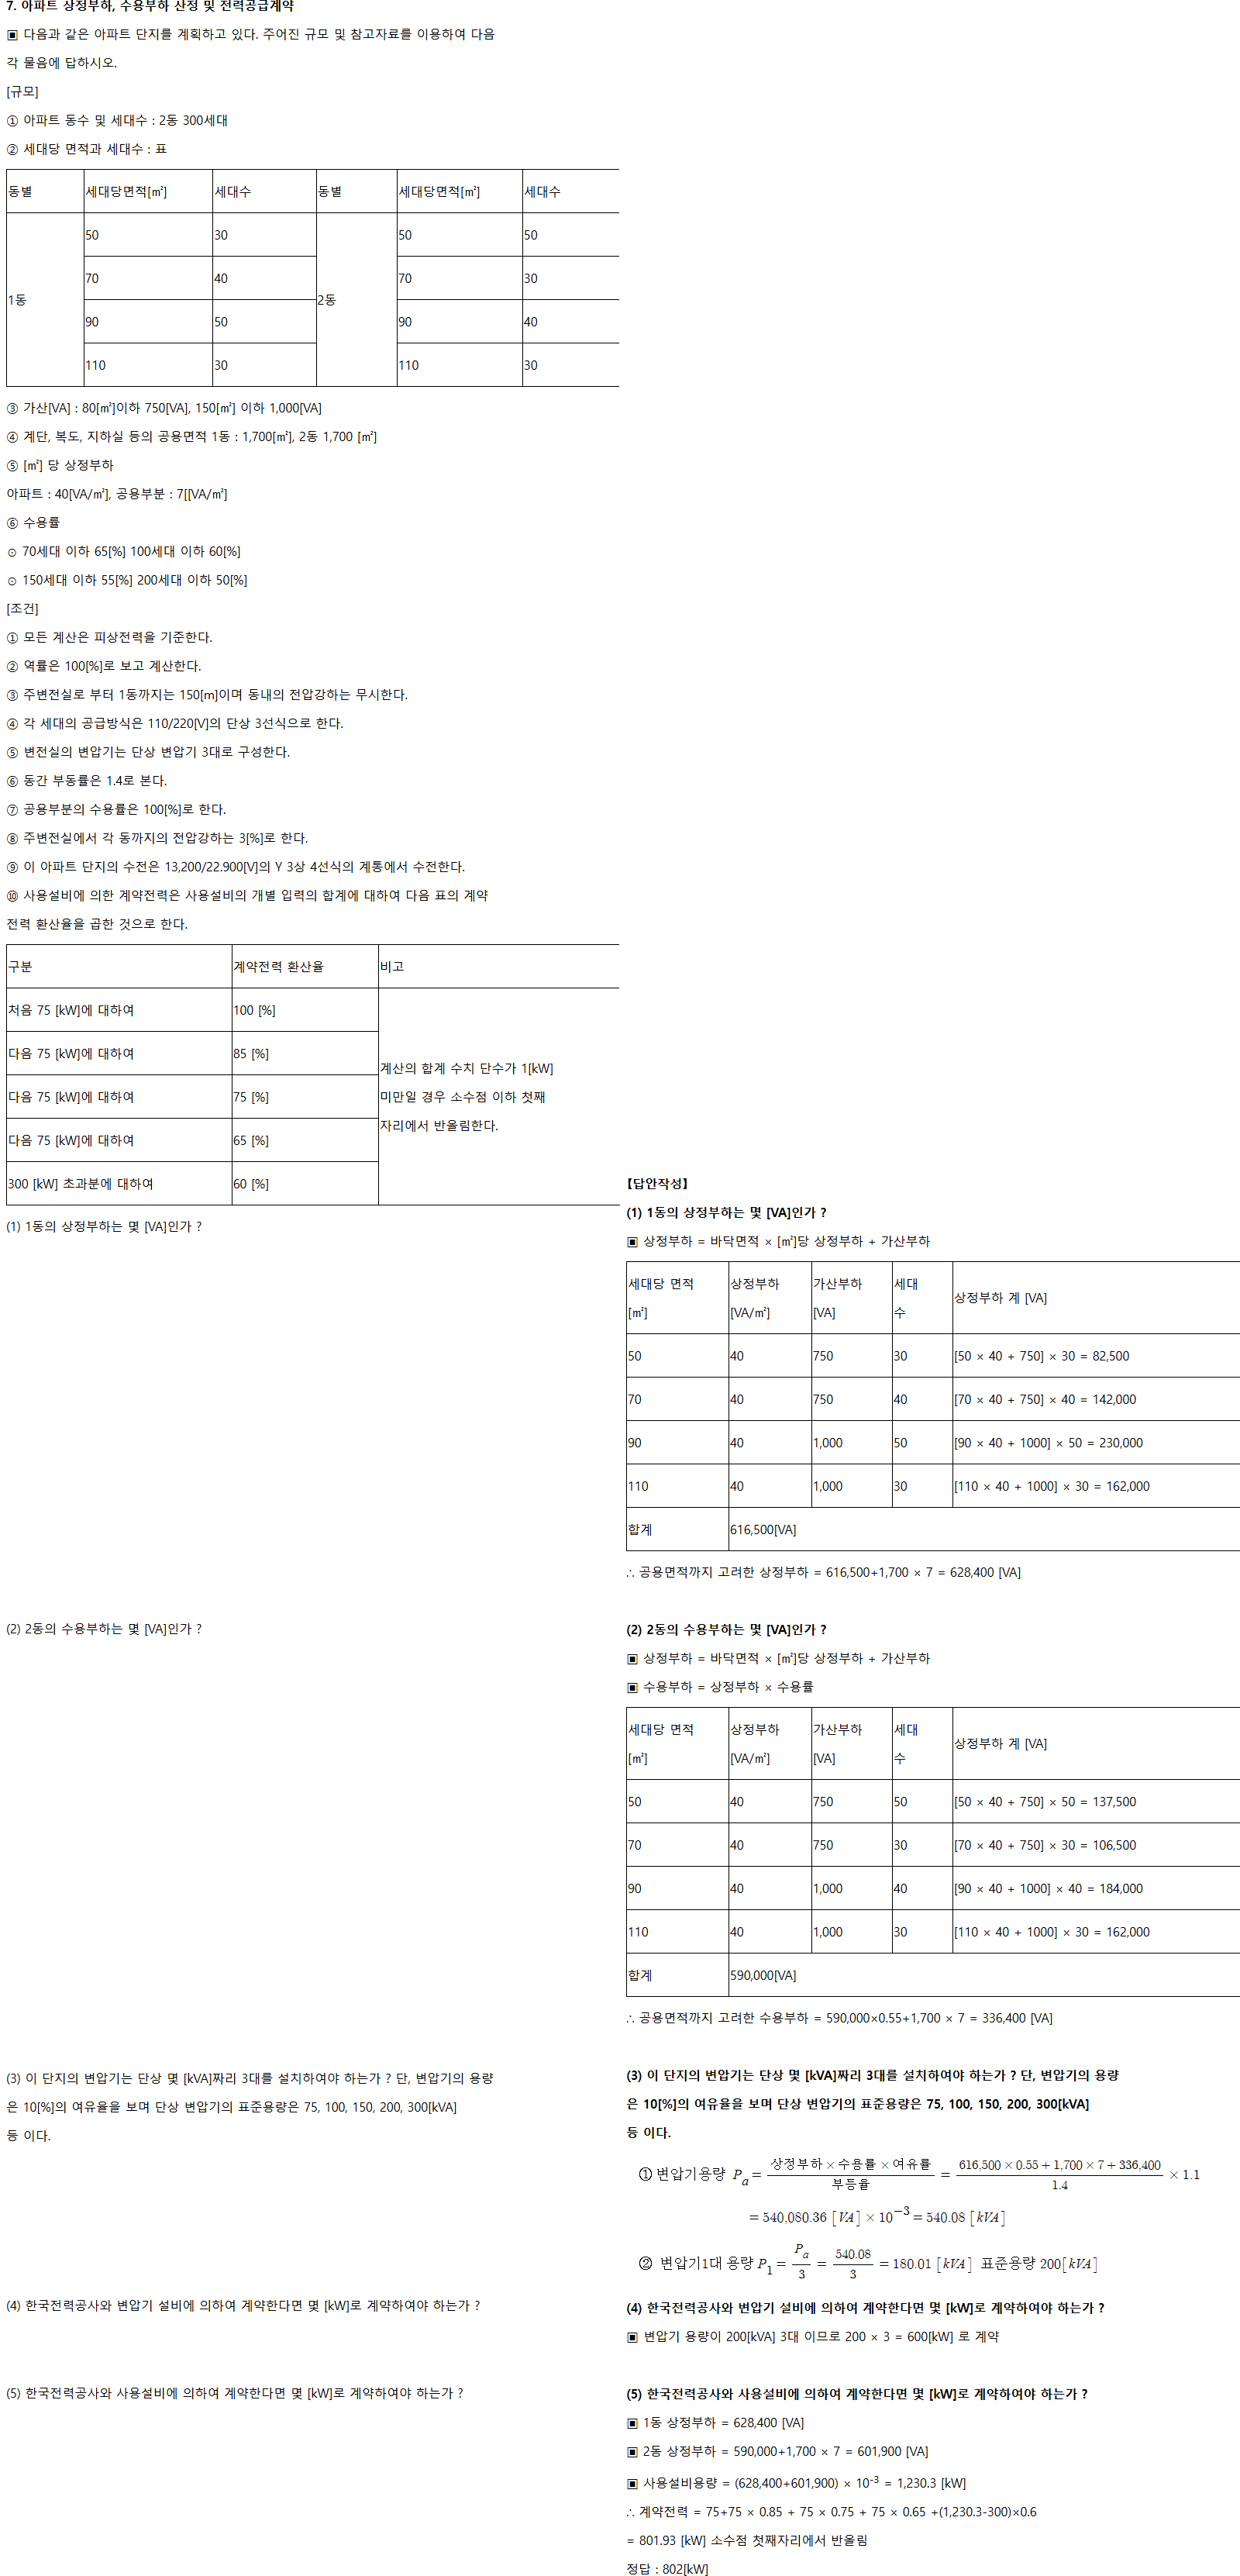 7. 아파트 상정부하, 수용부하 산정 및 전력공급계약
▣ 다음과 같은 아파트 단지를 계획하고 있다. 주어진 규모 및 참고자료를 이용하여 다음
각 물음에 답하시오.
[규모]
① 아파트 동수 및 세대수 : 2동 300세대
② 세대당 면적과 세대수 : 표
동별 세대당면적[㎡] 세대수 동별 세대당면적[㎡] 세대수
1동 50 30 2동 50 50
70 40 70 30
90 50 90 40
110 30 110 30
③ 가산[VA] : 80[㎡]이하 750[VA], 150[㎡] 이하 1,000[VA]
④ 계단, 복도, 지하실 등의 공용면적 1동 : 1,700[㎡], 2동 1,700 [㎡]
⑤ [㎡] 당 상정부하
아파트 : 40[VA/㎡], 공용부분 : 7[[VA/㎡]
⑥ 수용률
⊙ 70세대 이하 65[%] 100세대 이하 60[%]
⊙ 150세대 이하 55[%] 200세대 이하 50[%]
[조건]
① 모든 계산은 피상전력을 기준한다.
② 역률은 100[%]로 보고 계산한다.
③ 주변전실로 부터 1동까지는 150[m]이며 동내의 전압강하는 무시한다.
④ 각 세대의 공급방식은 110/220[V]의 단상 3선식으로 한다.
⑤ 변전실의 변압기는 단상 변압기 3대로 구성한다.
⑥ 동간 부동률은 1.4로 본다.
⑦ 공용부분의 수용률은 100[%]로 한다.
⑧ 주변전실에서 각 동까지의 전압강하는 3[%]로 한다.
⑨ 이 아파트 단지의 수전은 13,200/22.900[V]의 Y 3상 4선식의 계통에서 수전한다.
⑩ 사용설비에 의한 계약전력은 사용설비의 개별 입력의 합계에 대하여 다음 표의 계약
전력 환산율을 곱한 것으로 한다.
구분 계약전력 환산율 비고
처음 75 [kW]에 대하여 100 [%]
다음 75 [kW]에 대하여 85 [%]
다음 75 [kW]에 대하여 75 [%]
다음 75 [kW]에 대하여 65 [%]
300 [kW] 초과분에 대하여 60 [%]
계산의 합계 수치 단수가 1[kW]
미만일 경우 소수점 이하 첫째
자리에서 반올림한다.
(1) 1동의 상정부하는 몇 [VA]인가 ?
(2) 2동의 수용부하는 몇 [VA]인가 ?
(3) 이 단지의 변압기는 단상 몇 [kVA]짜리 3대를 설치하여야 하는가 ? 단, 변압기의 용량
은 10[%]의 여유율을 보며 단상 변압기의 표준용량은 75, 100, 150, 200, 300[kVA]
등 이다.
(4) 한국전력공사와 변압기 설비에 의하여 계약한다면 몇 [kW]로 계약하여야 하는가 ?
(5) 한국전력공사와 사용설비에 의하여 계약한다면 몇 [kW]로 계약하여야 하는가 ?
【답안작성】
(1) 1동의 상정부하는 몇 [VA]인가 ?
▣ 상정부하 = 바닥면적 × [㎡]당 상정부하 + 가산부하
세대당 면적 상정부하 가산부하 세대 상정부하 계 [VA]
[㎡] [VA/㎡] [VA] 수
50 40 750 30 [50 × 40 + 750] × 30 = 82,500
70 40 750 40 [70 × 40 + 750] × 40 = 142,000
90 40 1,000 50 [90 × 40 + 1000] × 50 = 230,000
110 40 1,000 30 [110 × 40 + 1000] × 30 = 162,000
합계 616,500[VA]
∴ 공용면적까지 고려한 상정부하 = 616,500+1,700 × 7 = 628,400 [VA]
(2) 2동의 수용부하는 몇 [VA]인가 ?
▣ 상정부하 = 바닥면적 × [㎡]당 상정부하 + 가산부하
▣ 수용부하 = 상정부하 × 수용률
세대당 면적 상정부하 가산부하 세대 상정부하 계 [VA]
[㎡] [VA/㎡] [VA] 수
50 40 750 50 [50 × 40 + 750] × 50 = 137,500
70 40 750 30 [70 × 40 + 750] × 30 = 106,500
90 40 1,000 40 [90 × 40 + 1000] × 40 = 184,000
110 40 1,000 30 [110 × 40 + 1000] × 30 = 162,000
합계 590,000[VA]
∴ 공용면적까지 고려한 수용부하 = 590,000×0.55+1,700 × 7 = 336,400 [VA]
(3) 이 단지의 변압기는 단상 몇 [kVA]짜리 3대를 설치하여야 하는가 ? 단, 변압기의 용량
은 10[%]의 여유율을 보며 단상 변압기의 표준용량은 75, 100, 150, 200, 300[kVA]
등 이다.
① 변압기용량 Pa = 상정부하 × 수용률 × 여유률 / 부등율 = 616,500 × 0.55 + 1,700 × 7 + 336,400 / 1.4 × 1.1
= 540,080.36 [VA] × 10⁻³ = 540.08 [kVA]
② 변압기1대 용량 P1 = Pa / 3 = 540.08 / 3 = 180.01 [kVA] 표준용량 200[kVA]
(4) 한국전력공사와 변압기 설비에 의하여 계약한다면 몇 [kW]로 계약하여야 하는가 ?
▣ 변압기 용량이 200[kVA] 3대 이므로 200 × 3 = 600[kW] 로 계약
(5) 한국전력공사와 사용설비에 의하여 계약한다면 몇 [kW]로 계약하여야 하는가 ?
▣ 1동 상정부하 = 628,400 [VA]
▣ 2동 상정부하 = 590,000+1,700 × 7 = 601,900 [VA]
▣ 사용설비용량 = (628,400+601,900) × 10⁻³ = 1,230.3 [kW]
∴ 계약전력 = 75+75 × 0.85 + 75 × 0.75 + 75 × 0.65 +(1,230.3-300)×0.6
= 801.93 [kW] 소수점 첫째자리에서 반올림
정답 : 802[kW]